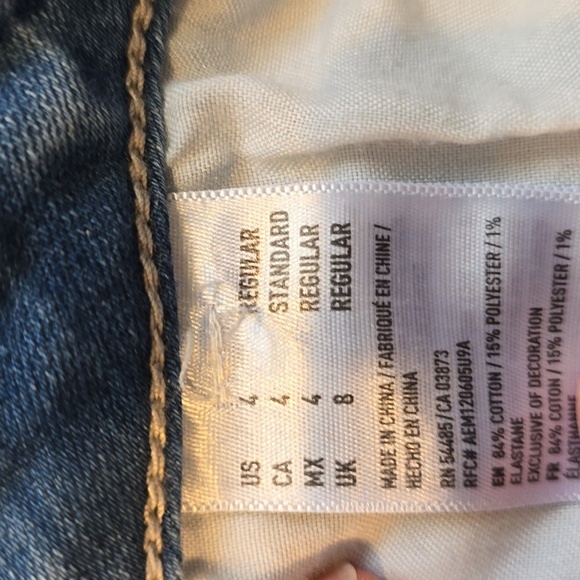 US 4 REGULAR
CA 4 STANDARD
MX 4 REGULAR
UK 8 REGULAR
MADE IN CHINA / FABRIQUÉ EN CHINE /
HECHO EN CHINA
RN 54485 / CA 03873
RFC# AEM120605U9A
EN 84% COTTON / 15% POLYESTER / 1%
ELASTANE
EXCLUSIVE OF DECORATION
FR 84% COTON / 15% POLYESTER / 1%
ÉLASTHANNE